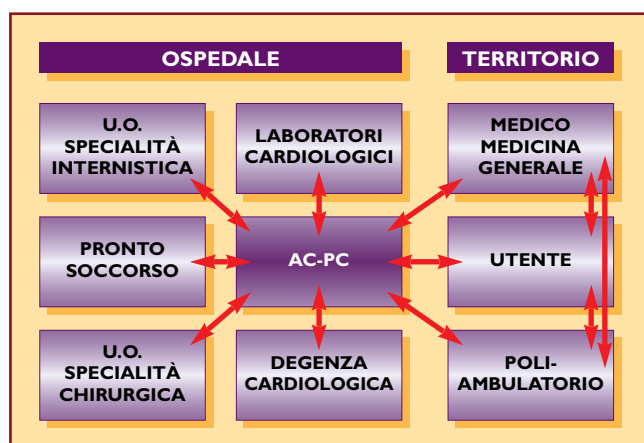 OSPEDALE
TERRITORIO
U.O.
SPECIALITÀ
INTERNISTICA
LABORATORI
CARDIOLOGICI
MEDICO
MEDICINA
GENERALE
PRONTO
SOCCORSO
AC-PC
UTENTE
U.O.
SPECIALITÀ
CHIRURGICA
DEGENZA
CARDIOLOGICA
POLI-
AMBULATORIO